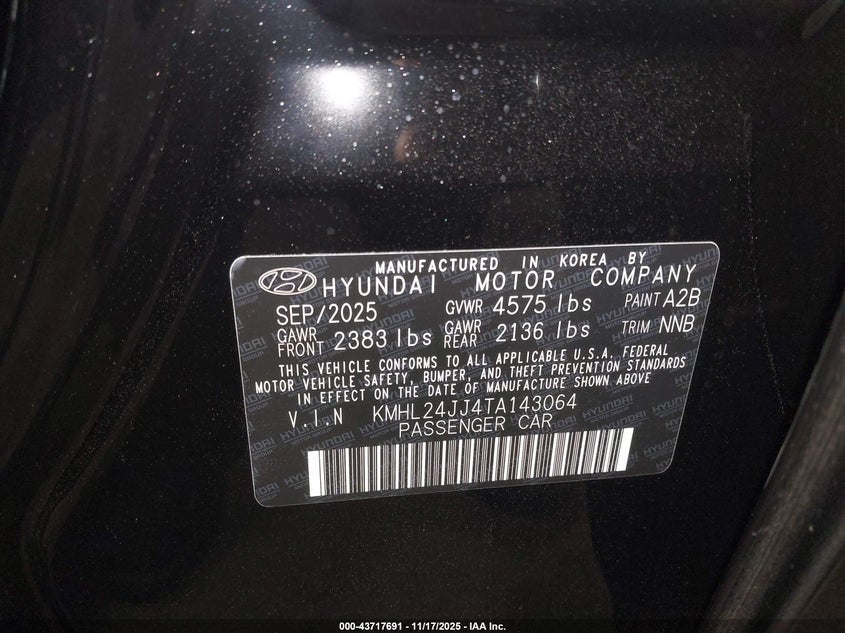 MANUFACTURED IN KOREA BY
HYUNDAI MOTOR COMPANY
SEP/2025 GVWR 4575 lbs PAINT A2B
GAWR FRONT 2383 lbs GAWR REAR 2136 lbs TRIM NNB
THIS VEHICLE CONFORMS TO ALL APPLICABLE U.S.A. FEDERAL
MOTOR VEHICLE SAFETY, BUMPER, AND THEFT PREVENTION STANDARDS
IN EFFECT ON THE DATE OF MANUFACTURE SHOWN ABOVE
V.I.N KMHL24JJ4TA143064
PASSENGER CAR
000-43717691 - 11/17/2025 - IAA Inc.